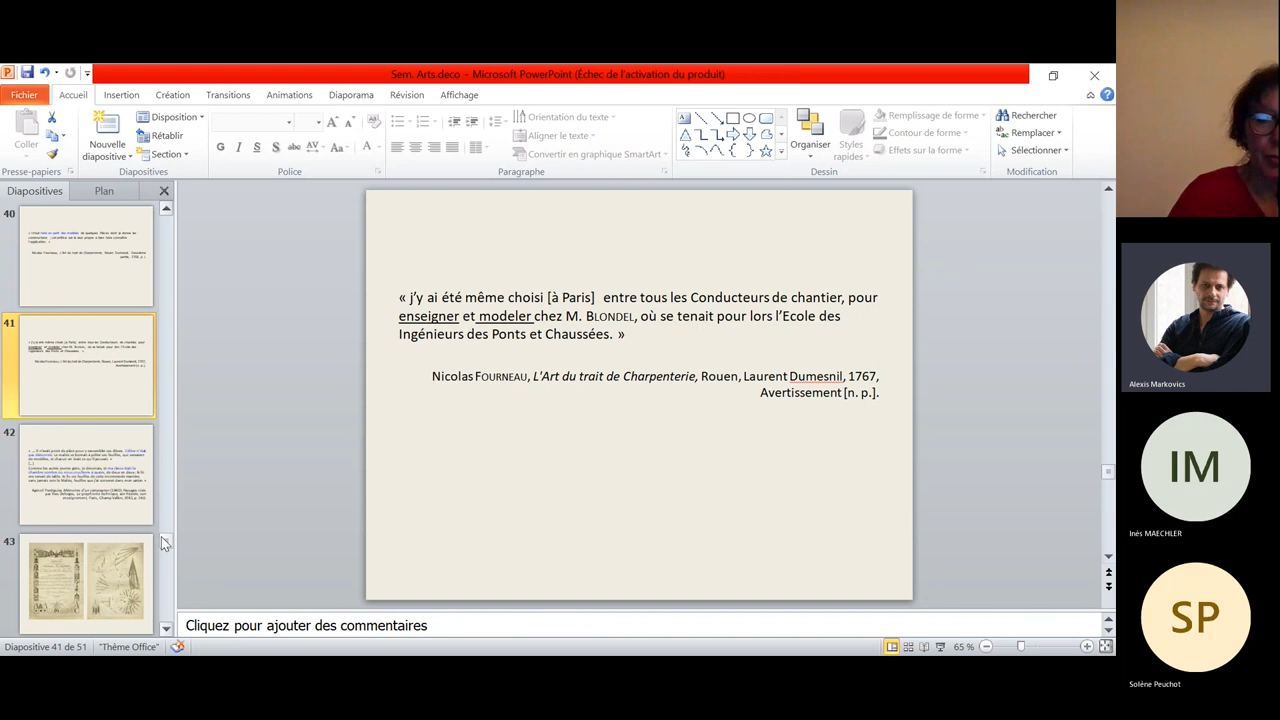 Sem. Arts.deco - Microsoft PowerPoint (Échec de l'activation du produit)
Fichier Accueil Insertion Création Transitions Animations Diaporama Révision Affichage
Coller
Nouvelle diapositive
Disposition
Rétablir
Section
G I S S abc AV Aa A
Orientation du texte
Aligner le texte
Convertir en graphique SmartArt
Organiser
Styles rapides
Remplissage de forme
Contour de forme
Effets sur la forme
Rechercher
Remplacer
Sélectionner
Presse-papiers Diapositives Police Paragraphe Dessin Modification
Diapositives Plan
40
41
42
43
« j'y ai été même choisi [à Paris] entre tous les Conducteurs de chantier, pour
enseigner et modeler chez M. BLONDEL, où se tenait pour lors l'Ecole des
Ingénieurs des Ponts et Chaussées. »
Nicolas FOURNEAU, L'Art du trait de Charpenterie, Rouen, Laurent Dumesnil, 1767,
Avertissement [n. p.].
Cliquez pour ajouter des commentaires
Diapositive 41 de 51 "Thème Office" 65 %
Alexis Markovics
IM
Inès MAECHLER
SP
Solène Peuchot